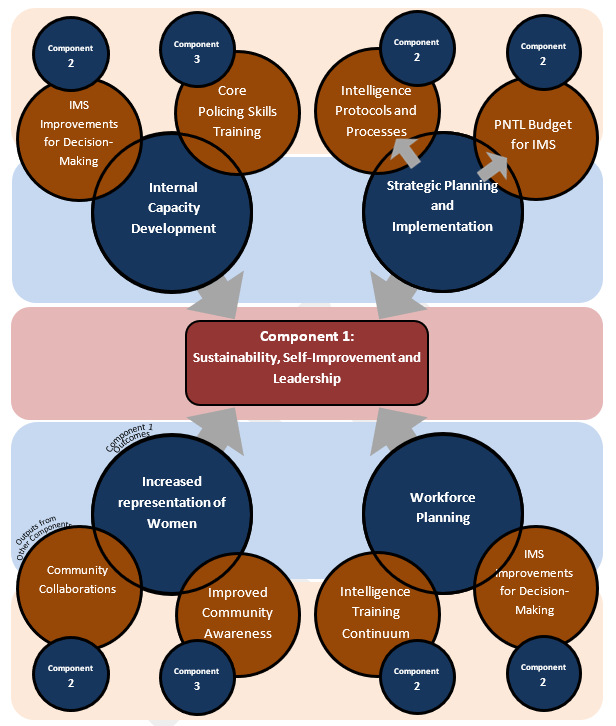 Component
2
Component
3
Component
2
Component
2
IMS
Improvements
for Decision-
Making
Core
Policing Skills
Training
Intelligence
Protocols and
Processes
PNTL Budget
for IMS
Internal
Capacity
Development
Strategic Planning
and
Implementation
Component 1:
Sustainability, Self-Improvement and
Leadership
Component 1
Outcomes
Increased
representation of
Women
Workforce
Planning
Outputs from
Other Components
Community
Collaborations
Improved
Community
Awareness
Intelligence
Training
Continuum
IMS
Improvements
for Decision-
Making
Component
2
Component
3
Component
2
Component
2